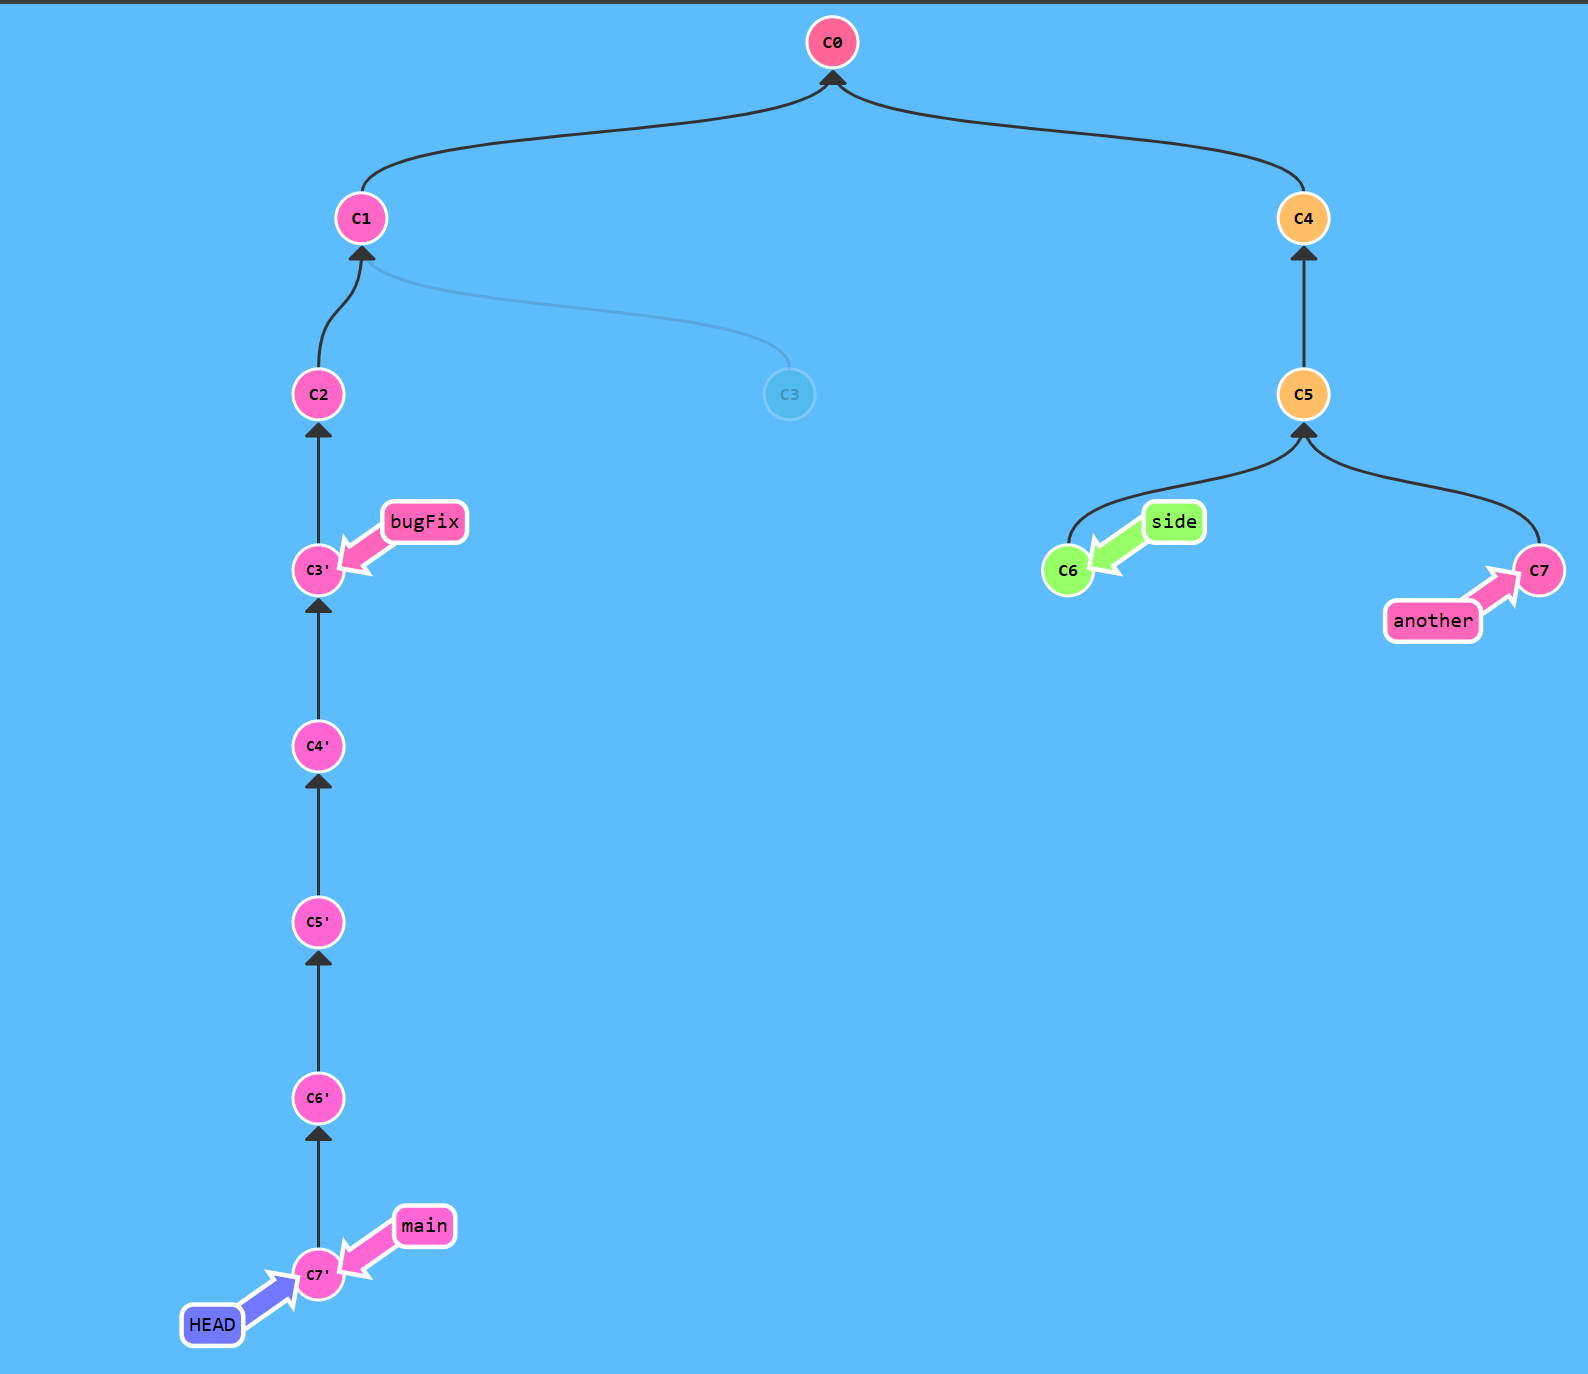 C0
C1
C4
C2
C3
C5
bugFix
side
C3'
C6
C7
another
C4'
C5'
C6'
main
C7'
HEAD